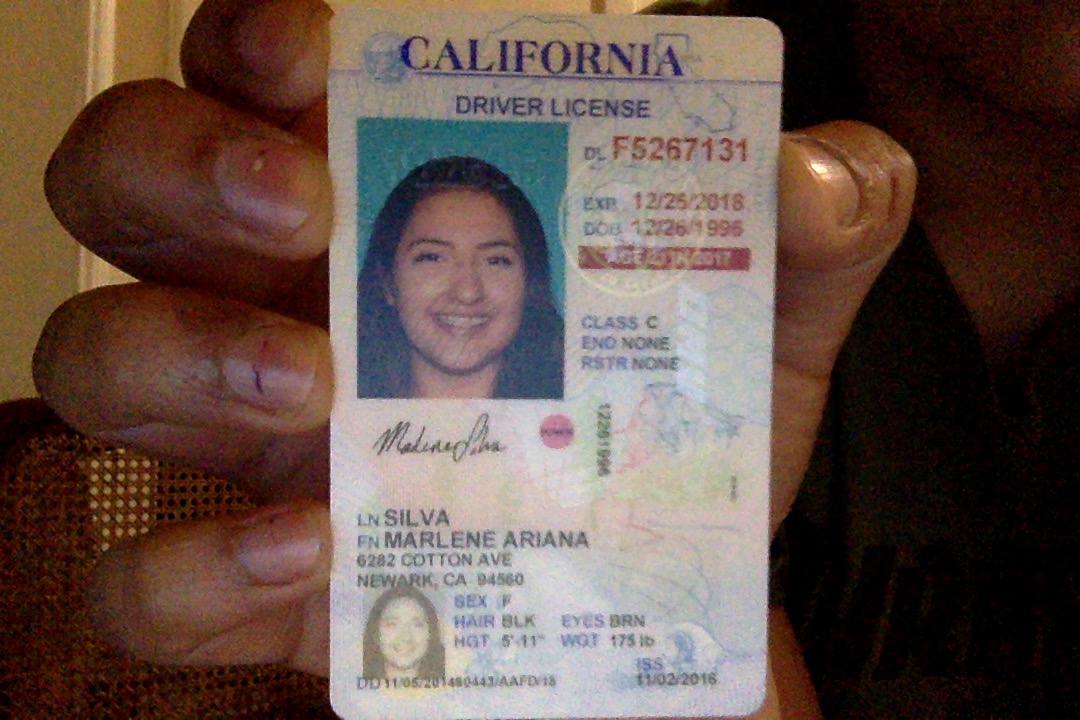 CALIFORNIA
DRIVER LICENSE
DL F5267131
EXP 12/25/2018
DOB 12/26/1996
AGE 21 IN 2017
CLASS C
END NONE
RSTR NONE
Marlene Silva
DONOR
12261996
LN SILVA
FN MARLENE ARIANA
6282 COTTON AVE
NEWARK, CA 94560
SEX F
HAIR BLK EYES BRN
HGT 5'-11" WGT 175 lb
ISS
DD 11/05/201480443/AAFD/18 11/02/2016